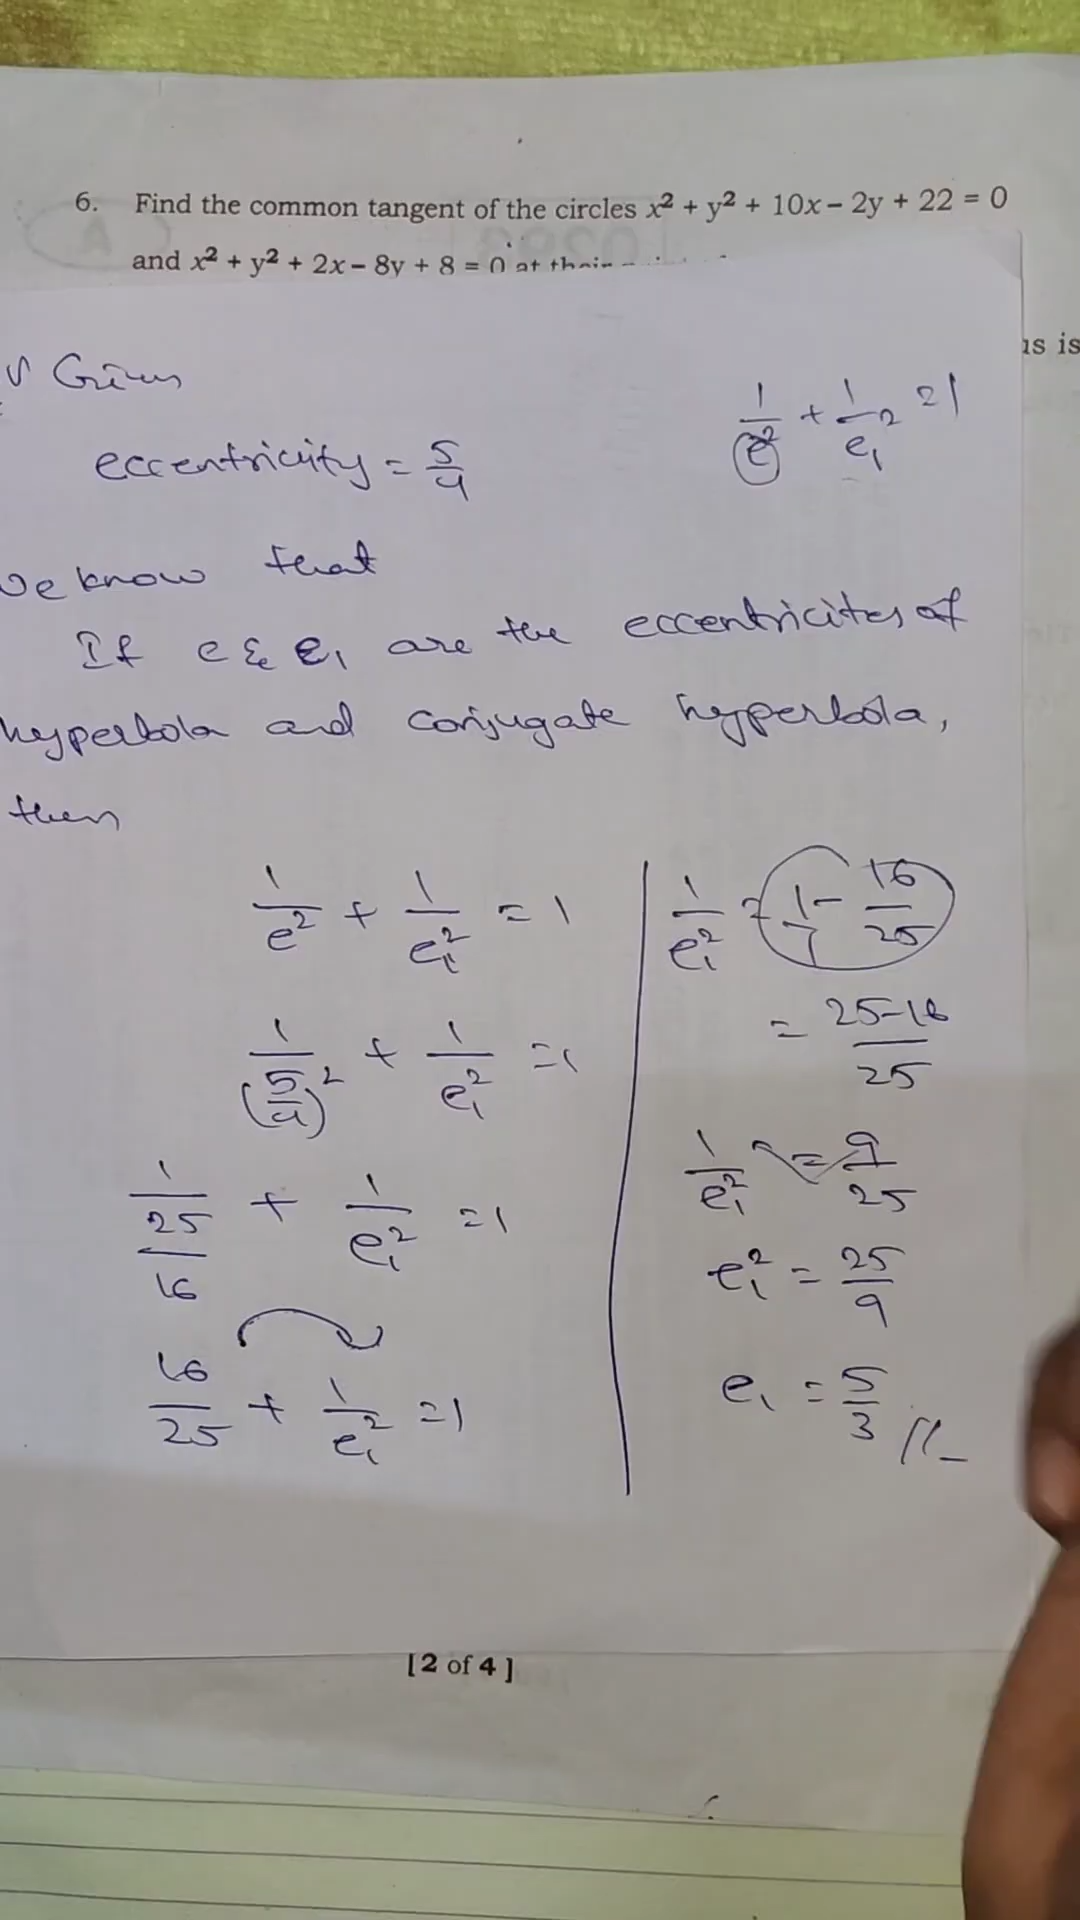 6. Find the common tangent of the circles x² + y² + 10x – 2y + 22 = 0
and x² + y² + 2x – 8y + 8 = 0 at their
is is
Given
1/e² + 1/e₁² = 1
eccentricity = 5/4
we know that
If e & e₁ are the eccentricites of
hyperbola and conjugate hyperbola,
then
1/e² + 1/e₁² = 1
1/(5/4)² + 1/e₁² = 1
1/(25/16) + 1/e₁² = 1
16/25 + 1/e₁² = 1
1/e₁² = 1/1 - 16/25
= 25-16/25
1/e₁² = 9/25
e₁² = 25/9
e₁ = 5/3 //
[2 of 4]